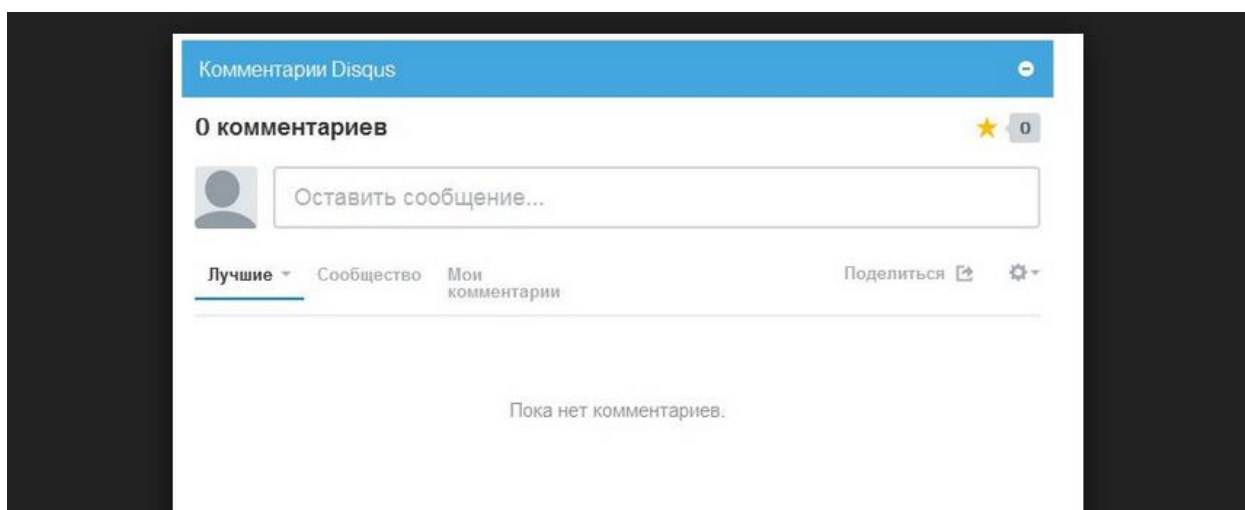 Комментарии Disqus
0 комментариев
0
Оставить сообщение...
Лучшие
Сообщество
Мои
комментарии
Поделиться
Пока нет комментариев.